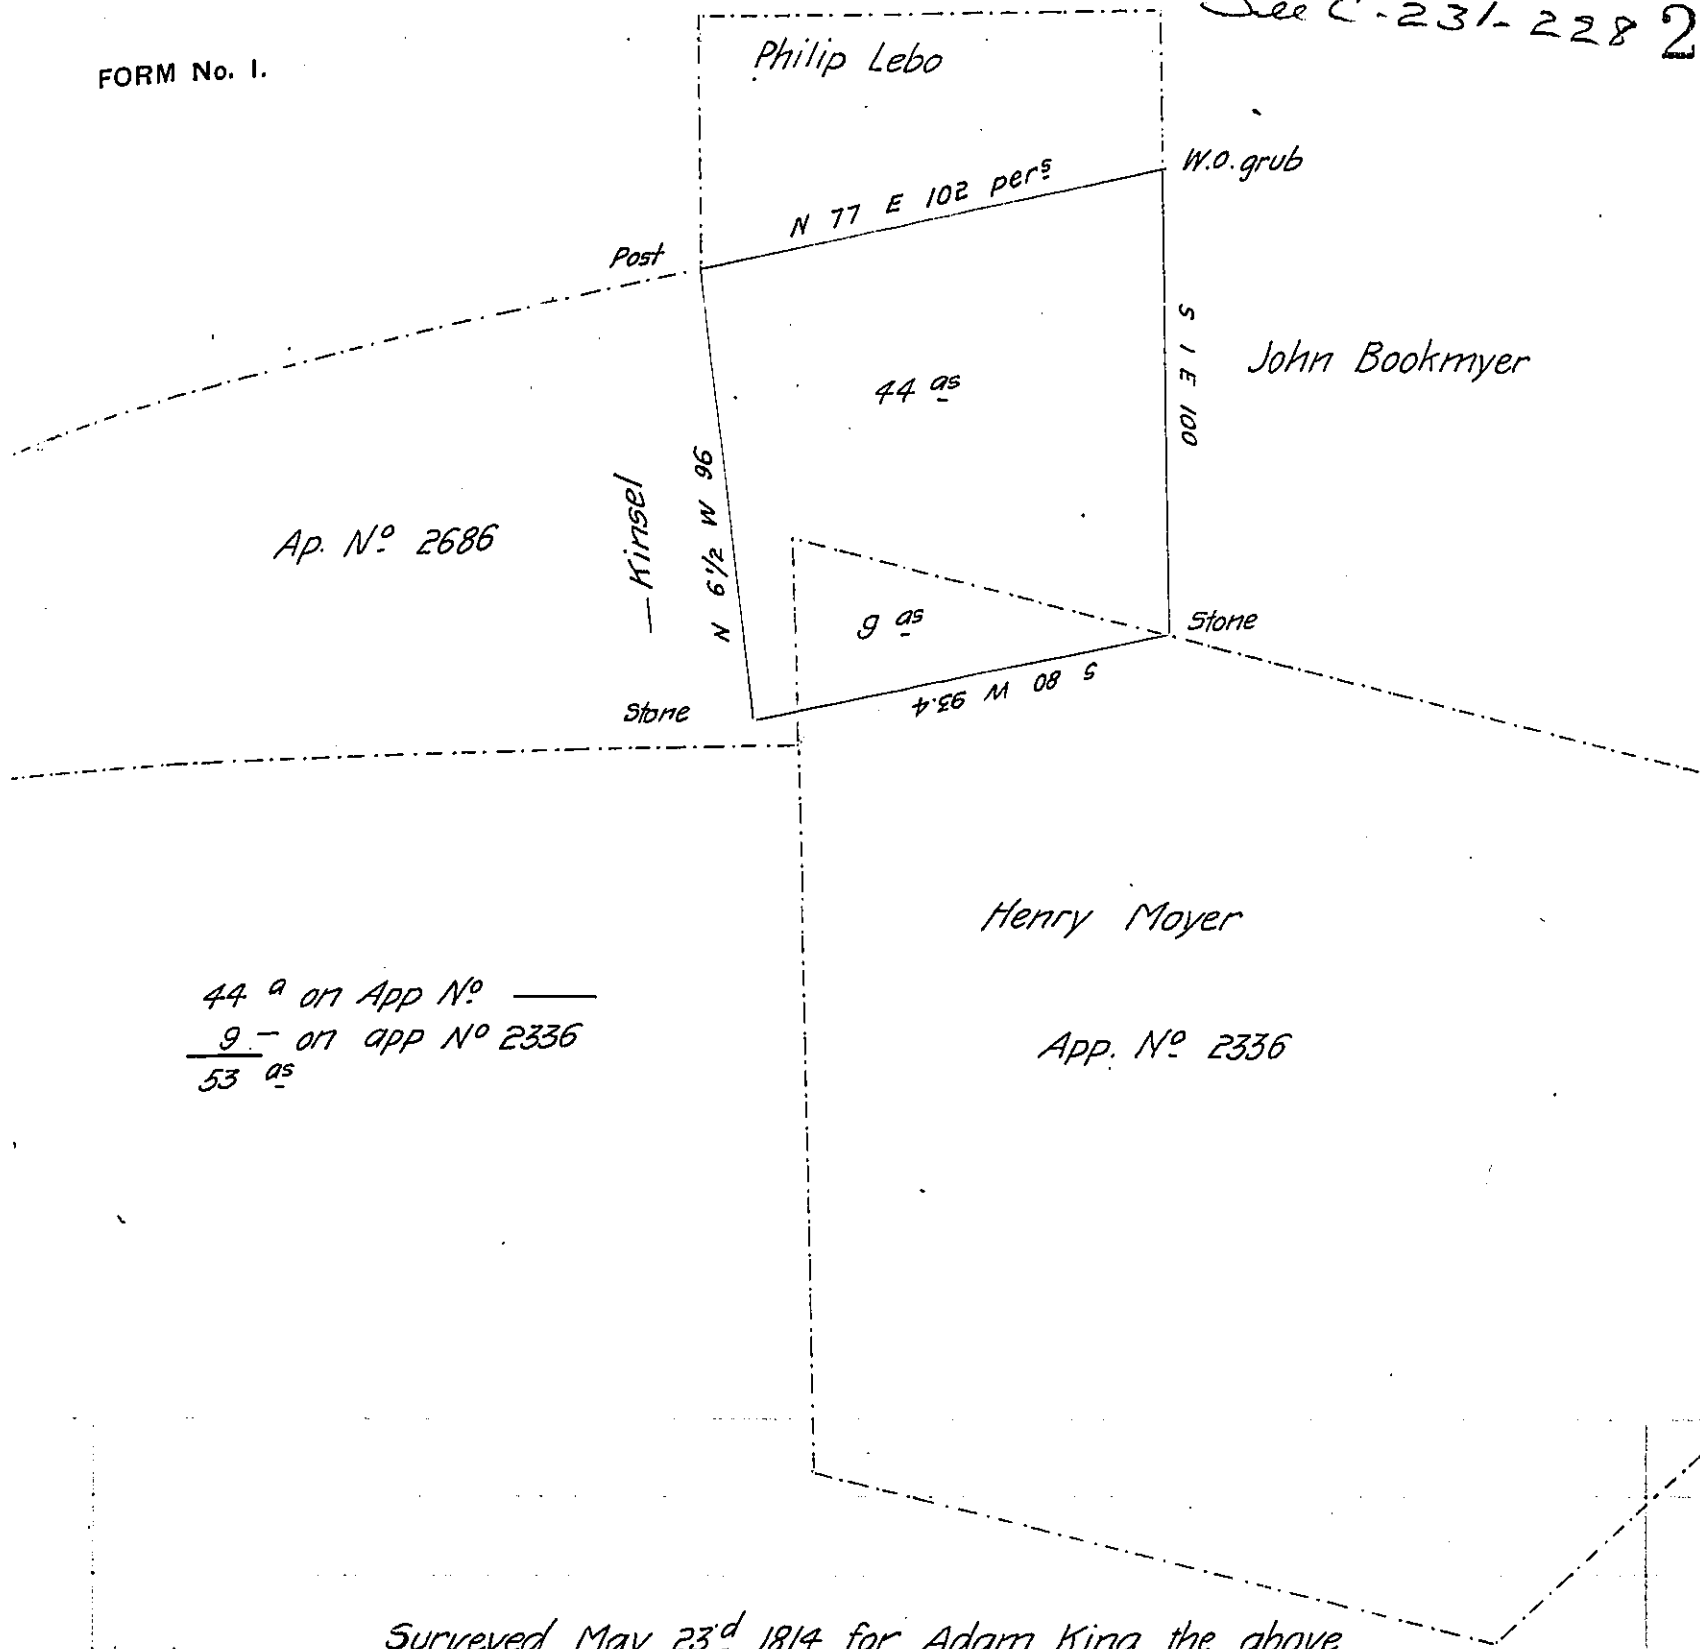 See C-231-228 2
FORM No. 1.
Philip Lebo
W.o. grub
N 77 E 102 pers
Post
S 1 E 100
John Bookmyer
44 as
N 6½ W 96
— Kinsel
Ap. No 2686
9 as
Stone
S 80 W 93.4
Stone
Henry Moyer
44 a on App No ——
9 — on app No 2336
53 as
App. No 2336
Surveyed May 23'd 1814 for Adam King the above